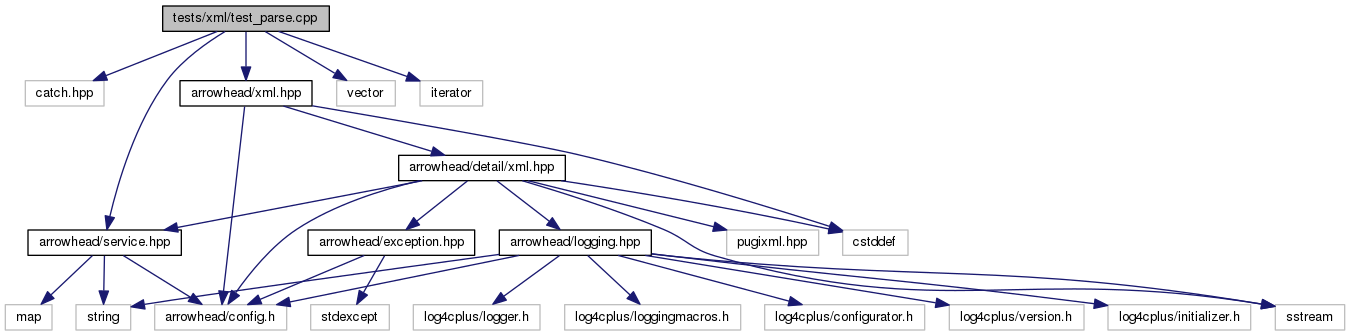 tests/xml/test_parse.cpp
catch.hpp
arrowhead/xml.hpp
vector
iterator
arrowhead/detail/xml.hpp
arrowhead/service.hpp
arrowhead/exception.hpp
arrowhead/logging.hpp
pugixml.hpp
cstddef
map
string
arrowhead/config.h
stdexcept
log4cplus/logger.h
log4cplus/loggingmacros.h
log4cplus/configurator.h
log4cplus/version.h
log4cplus/initializer.h
sstream